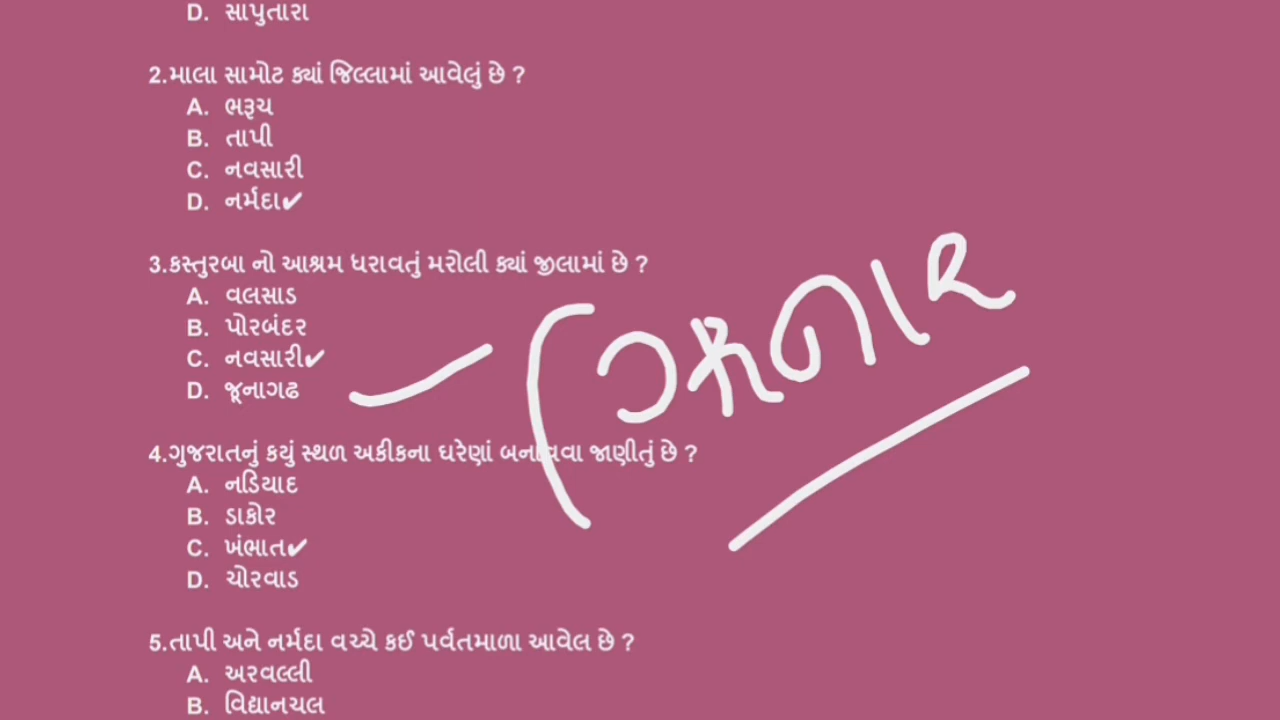 D. સાપુતારા
2.માલા સામોટ ક્યાં જિલ્લામાં આવેલું છે ?
A. ભરૂચ
B. તાપી
C. નવસારી
D. નર્મદા✔
3.કસ્તુરબા નો આશ્રમ ધરાવતું મરોલી ક્યાં જીલામાં છે ?
A. વલસાડ
B. પોરબંદર
C. નવસારી✔
D. જૂનાગઢ
4.ગુજરાતનું કયું સ્થળ અકીકના ઘરેણાં બનાવવા જાણીતું છે ?
A. નડિયાદ
B. ડાકોર
C. ખંભાત✔
D. ચોરવાડ
5.તાપી અને નર્મદા વચ્ચે કઈ પર્વતમાળા આવેલ છે ?
A. અરવલ્લી
B. વિદ્યાનચલ